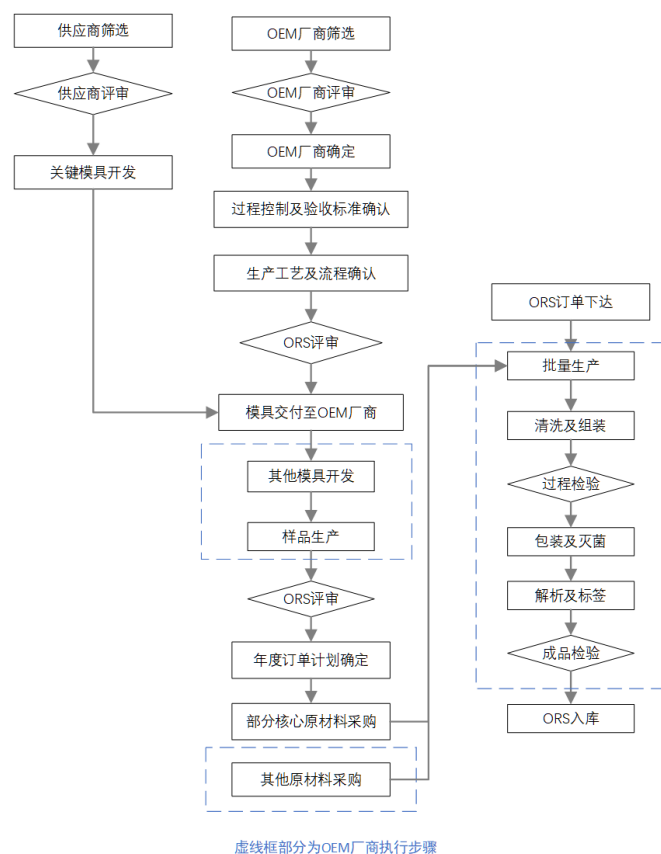 供应商筛选
供应商评审
关键模具开发
OEM厂商筛选
OEM厂商评审
OEM厂商确定
过程控制及验收标准确认
生产工艺及流程确认
ORS评审
模具交付至OEM厂商
其他模具开发
样品生产
ORS评审
年度订单计划确定
部分核心原材料采购
其他原材料采购
ORS订单下达
批量生产
清洗及组装
过程检验
包装及灭菌
解析及标签
成品检验
ORS入库
虚线框部分为OEM厂商执行步骤